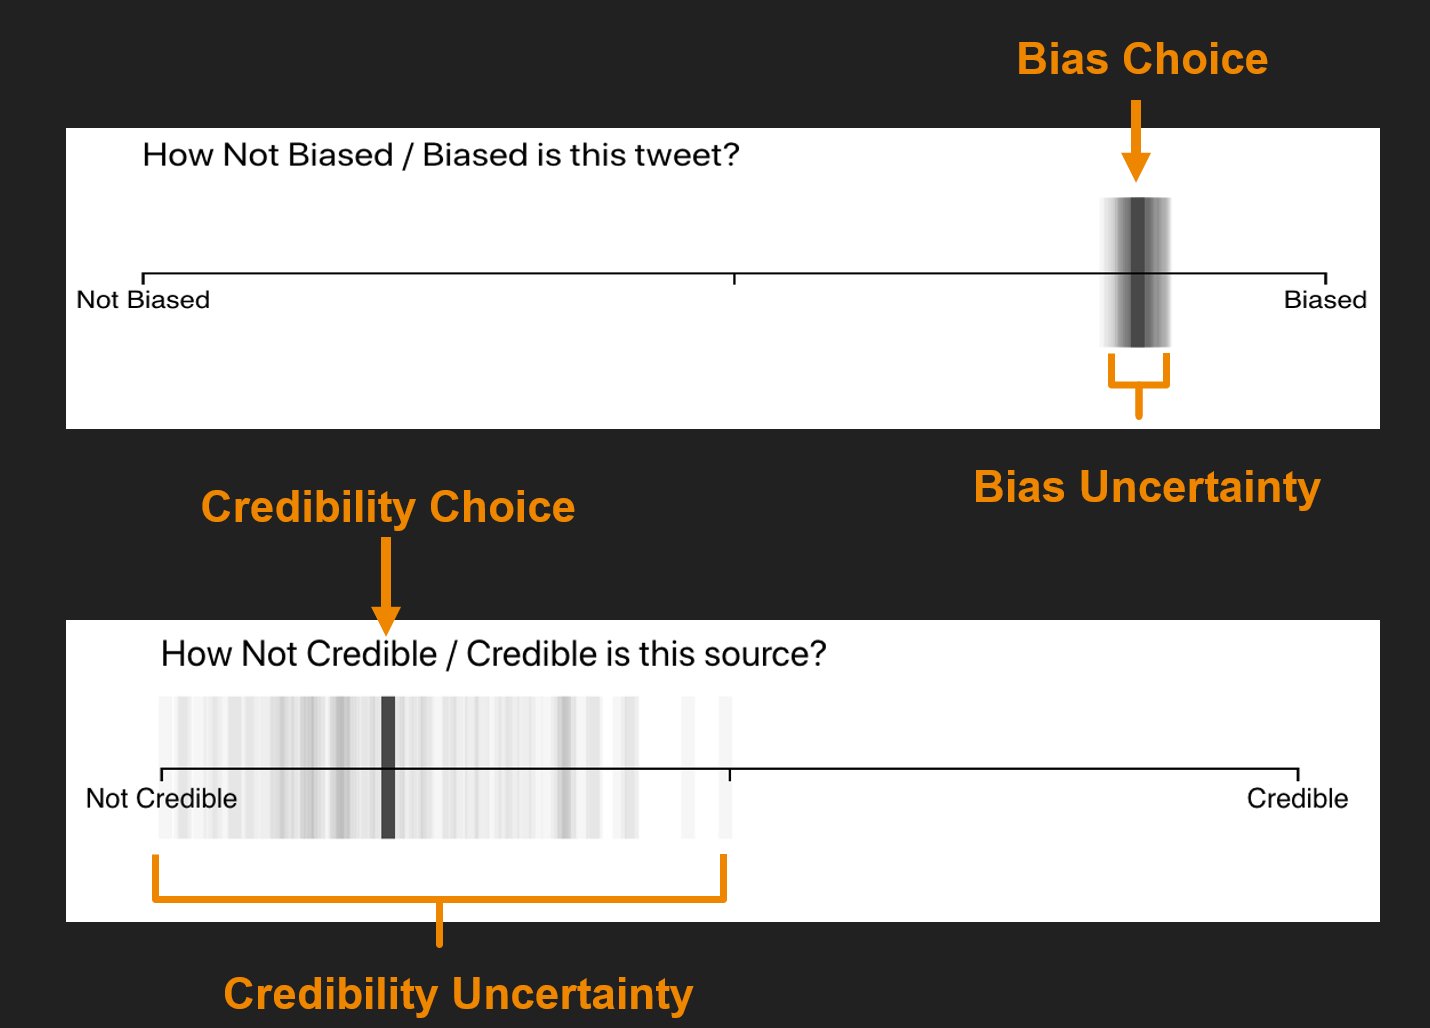 Bias Choice
How Not Biased / Biased is this tweet?
Not Biased
Biased
Bias Uncertainty
Credibility Choice
How Not Credible / Credible is this source?
Not Credible
Credible
Credibility Uncertainty